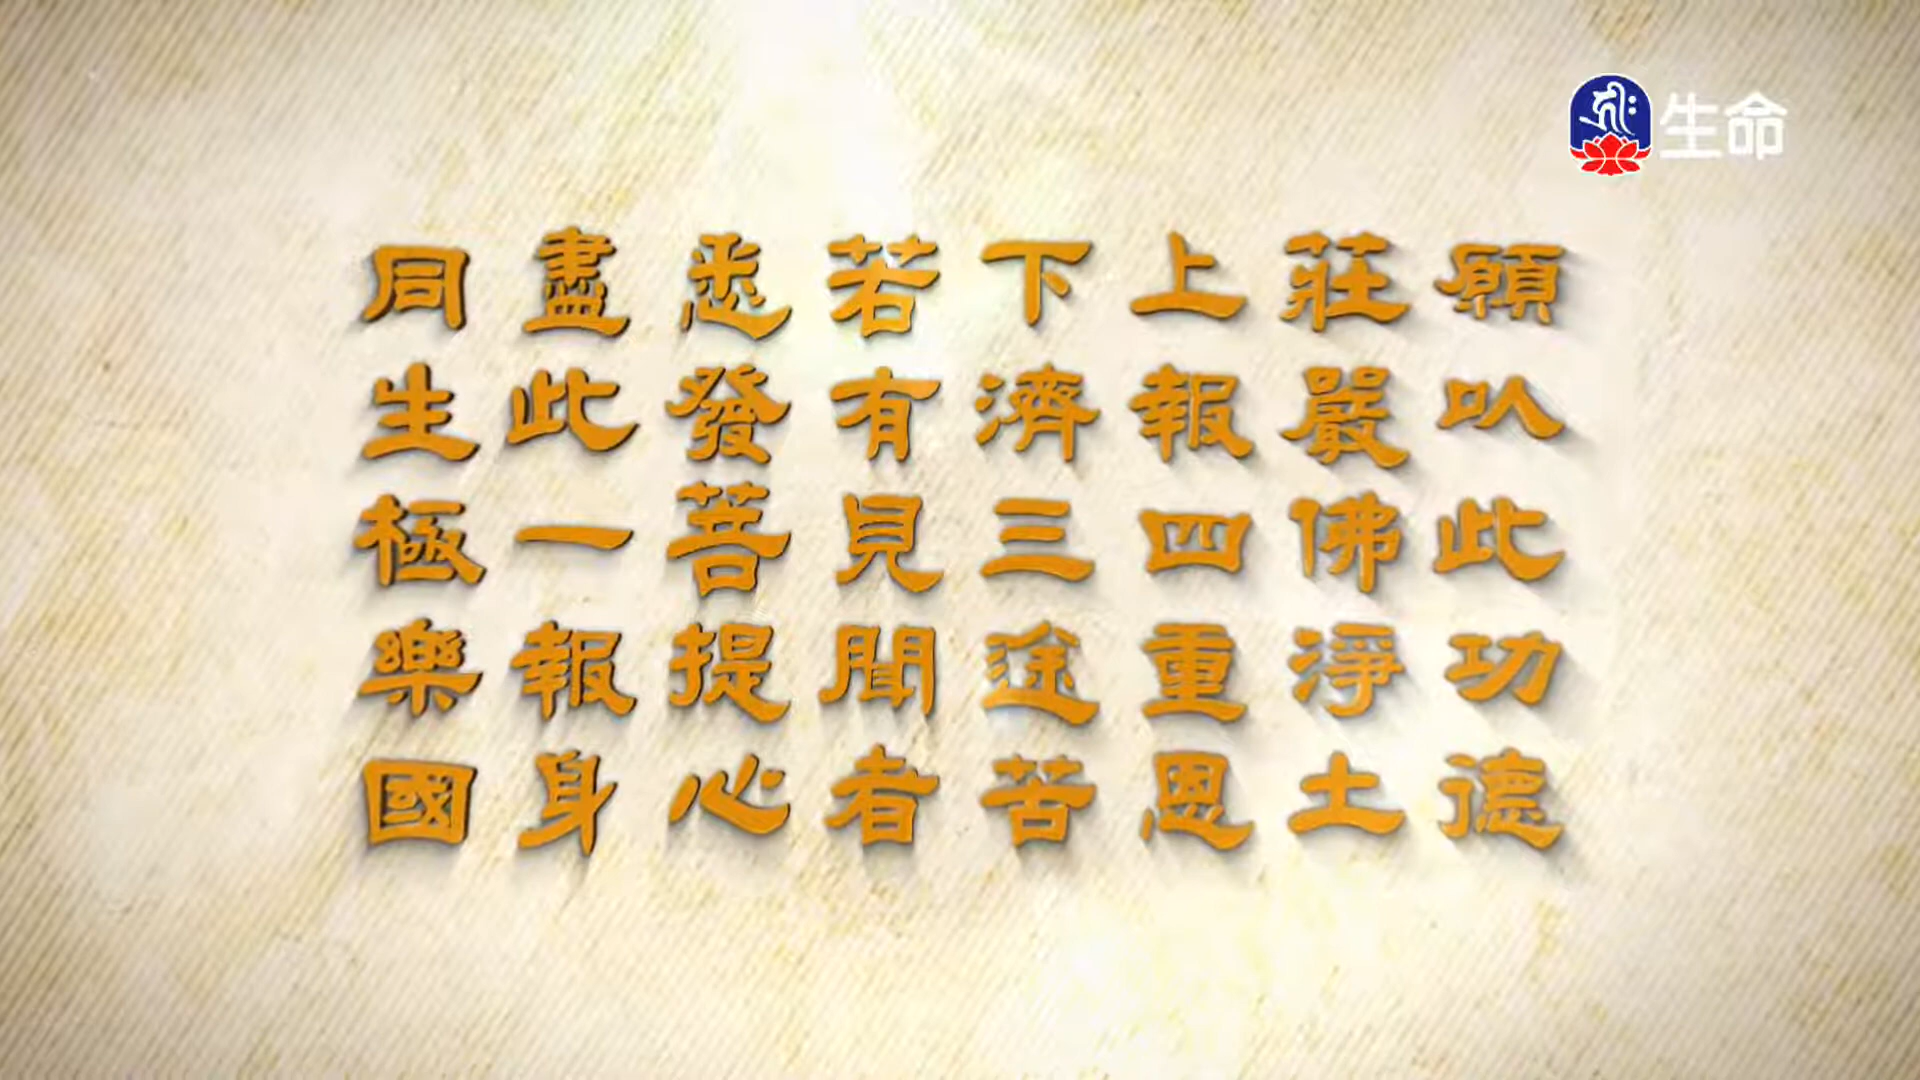 生命
願以此功德
莊嚴佛淨土
上報四重恩
下濟三途苦
若有見聞者
悉發菩提心
盡此一報身
同生極樂國